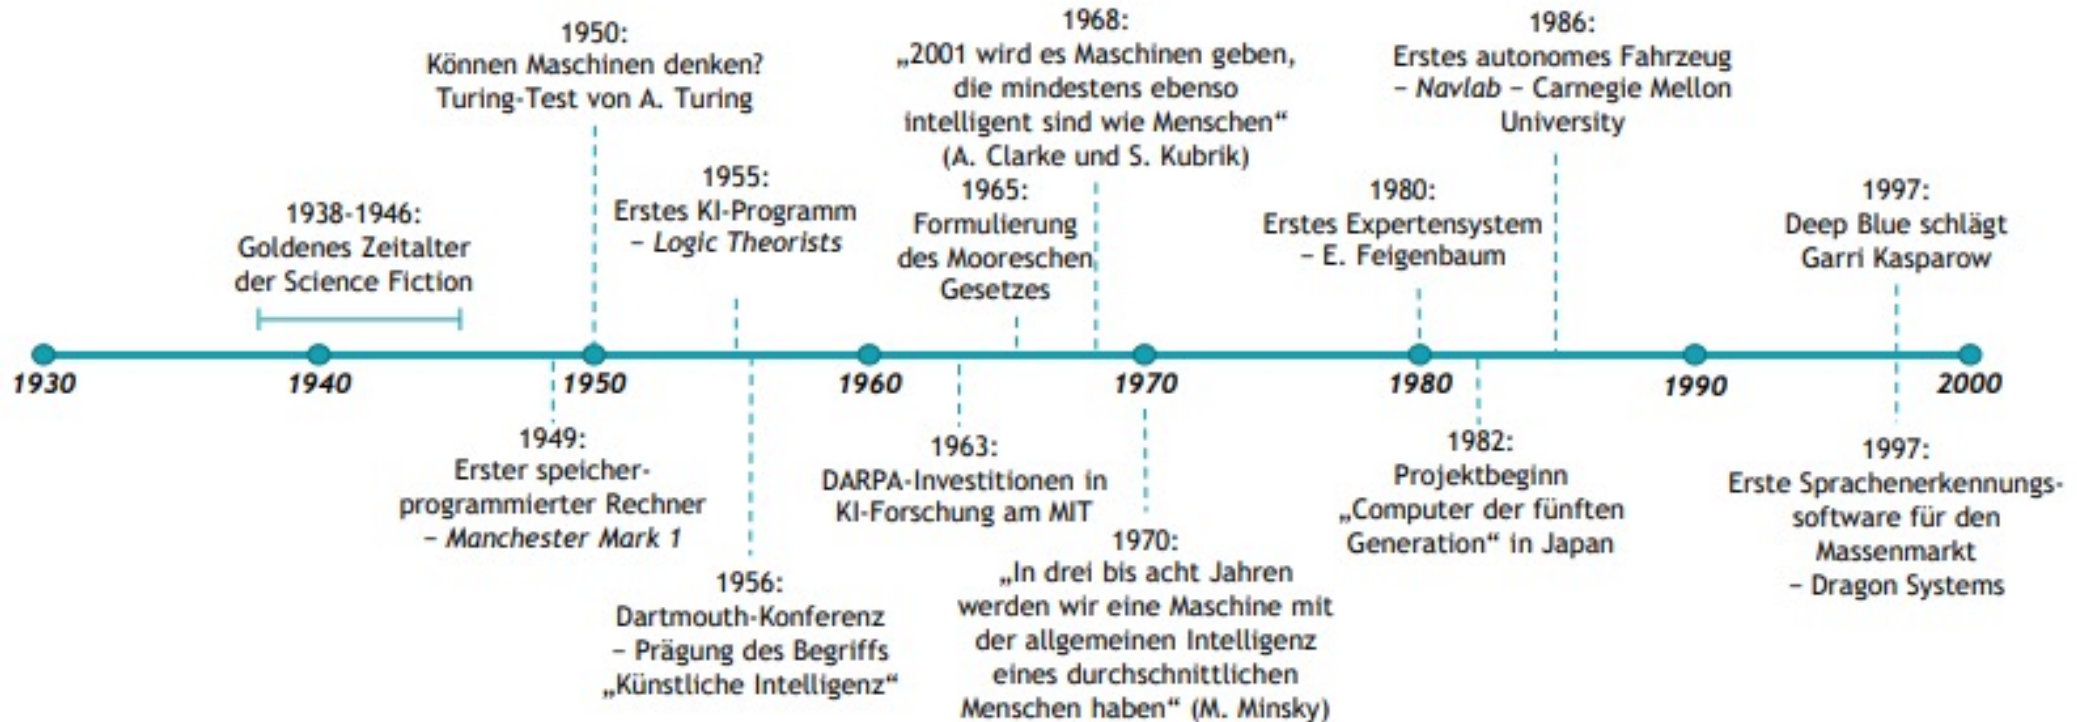 1950:
Können Maschinen denken?
Turing-Test von A. Turing
1968:
„2001 wird es Maschinen geben,
die mindestens ebenso
intelligent sind wie Menschen“
(A. Clarke und S. Kubrik)
1986:
Erstes autonomes Fahrzeug
– Navlab – Carnegie Mellon
University
1938-1946:
Goldenes Zeitalter
der Science Fiction
1955:
Erstes KI-Programm
– Logic Theorists
1965:
Formulierung
des Mooreschen
Gesetzes
1980:
Erstes Expertensystem
– E. Feigenbaum
1997:
Deep Blue schlägt
Garri Kasparow
1930 1940 1950 1960 1970 1980 1990 2000
1949:
Erster speicher-
programmierter Rechner
– Manchester Mark 1
1956:
Dartmouth-Konferenz
– Prägung des Begriffs
„Künstliche Intelligenz“
1963:
DARPA-Investitionen in
KI-Forschung am MIT
1970:
„In drei bis acht Jahren
werden wir eine Maschine mit
der allgemeinen Intelligenz
eines durchschnittlichen
Menschen haben“ (M. Minsky)
1982:
Projektbeginn
„Computer der fünften
Generation“ in Japan
1997:
Erste Sprachenerkennungs-
software für den
Massenmarkt
– Dragon Systems